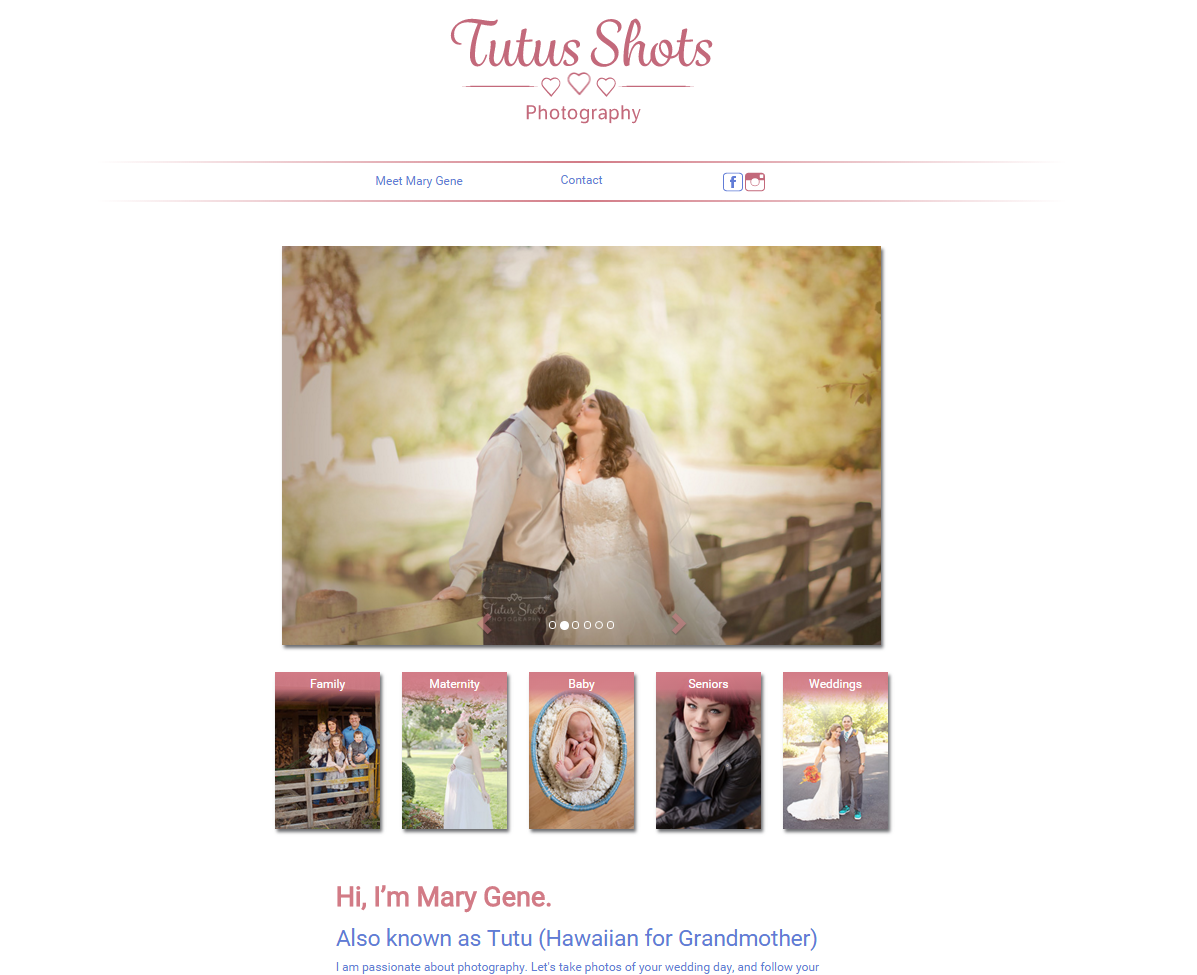 Tutus Shots
Photography
Meet Mary Gene
Contact
Tutus Shots
PHOTOGRAPHY
Family
Maternity
Baby
Seniors
Weddings
Hi, I’m Mary Gene.
Also known as Tutu (Hawaiian for Grandmother)
I am passionate about photography. Let's take photos of your wedding day, and follow your